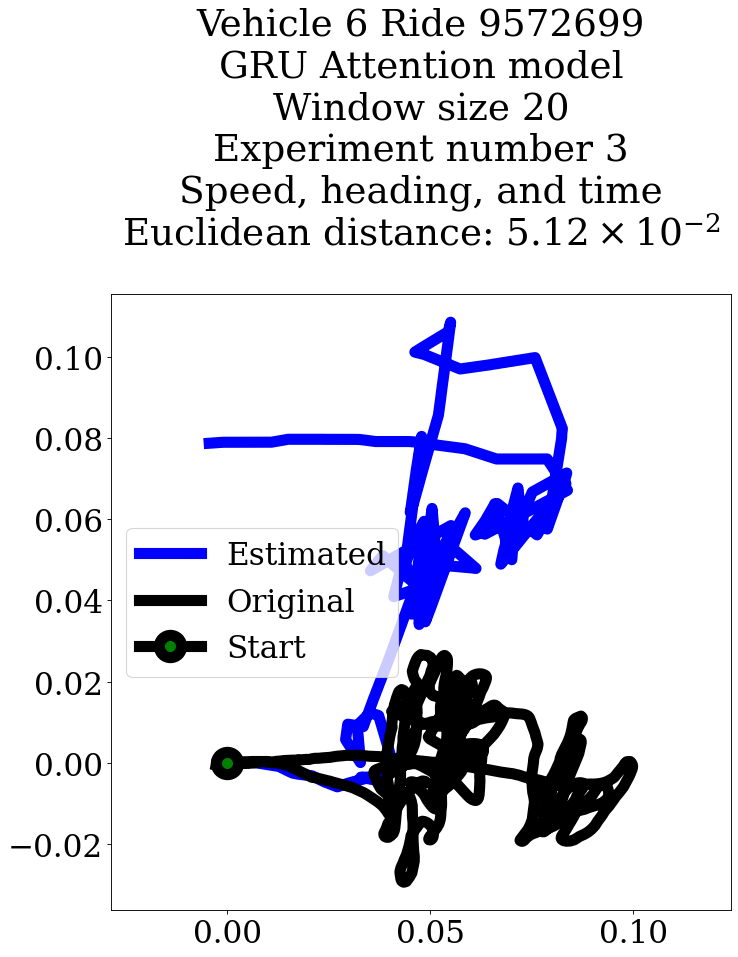 Vehicle 6 Ride 9572699
GRU Attention model
Window size 20
Experiment number 3
Speed, heading, and time
Euclidean distance: 5.12 × 10⁻²
0.10
0.08
0.06
0.04
0.02
0.00
−0.02
Estimated
Original
Start
0.00 0.05 0.10